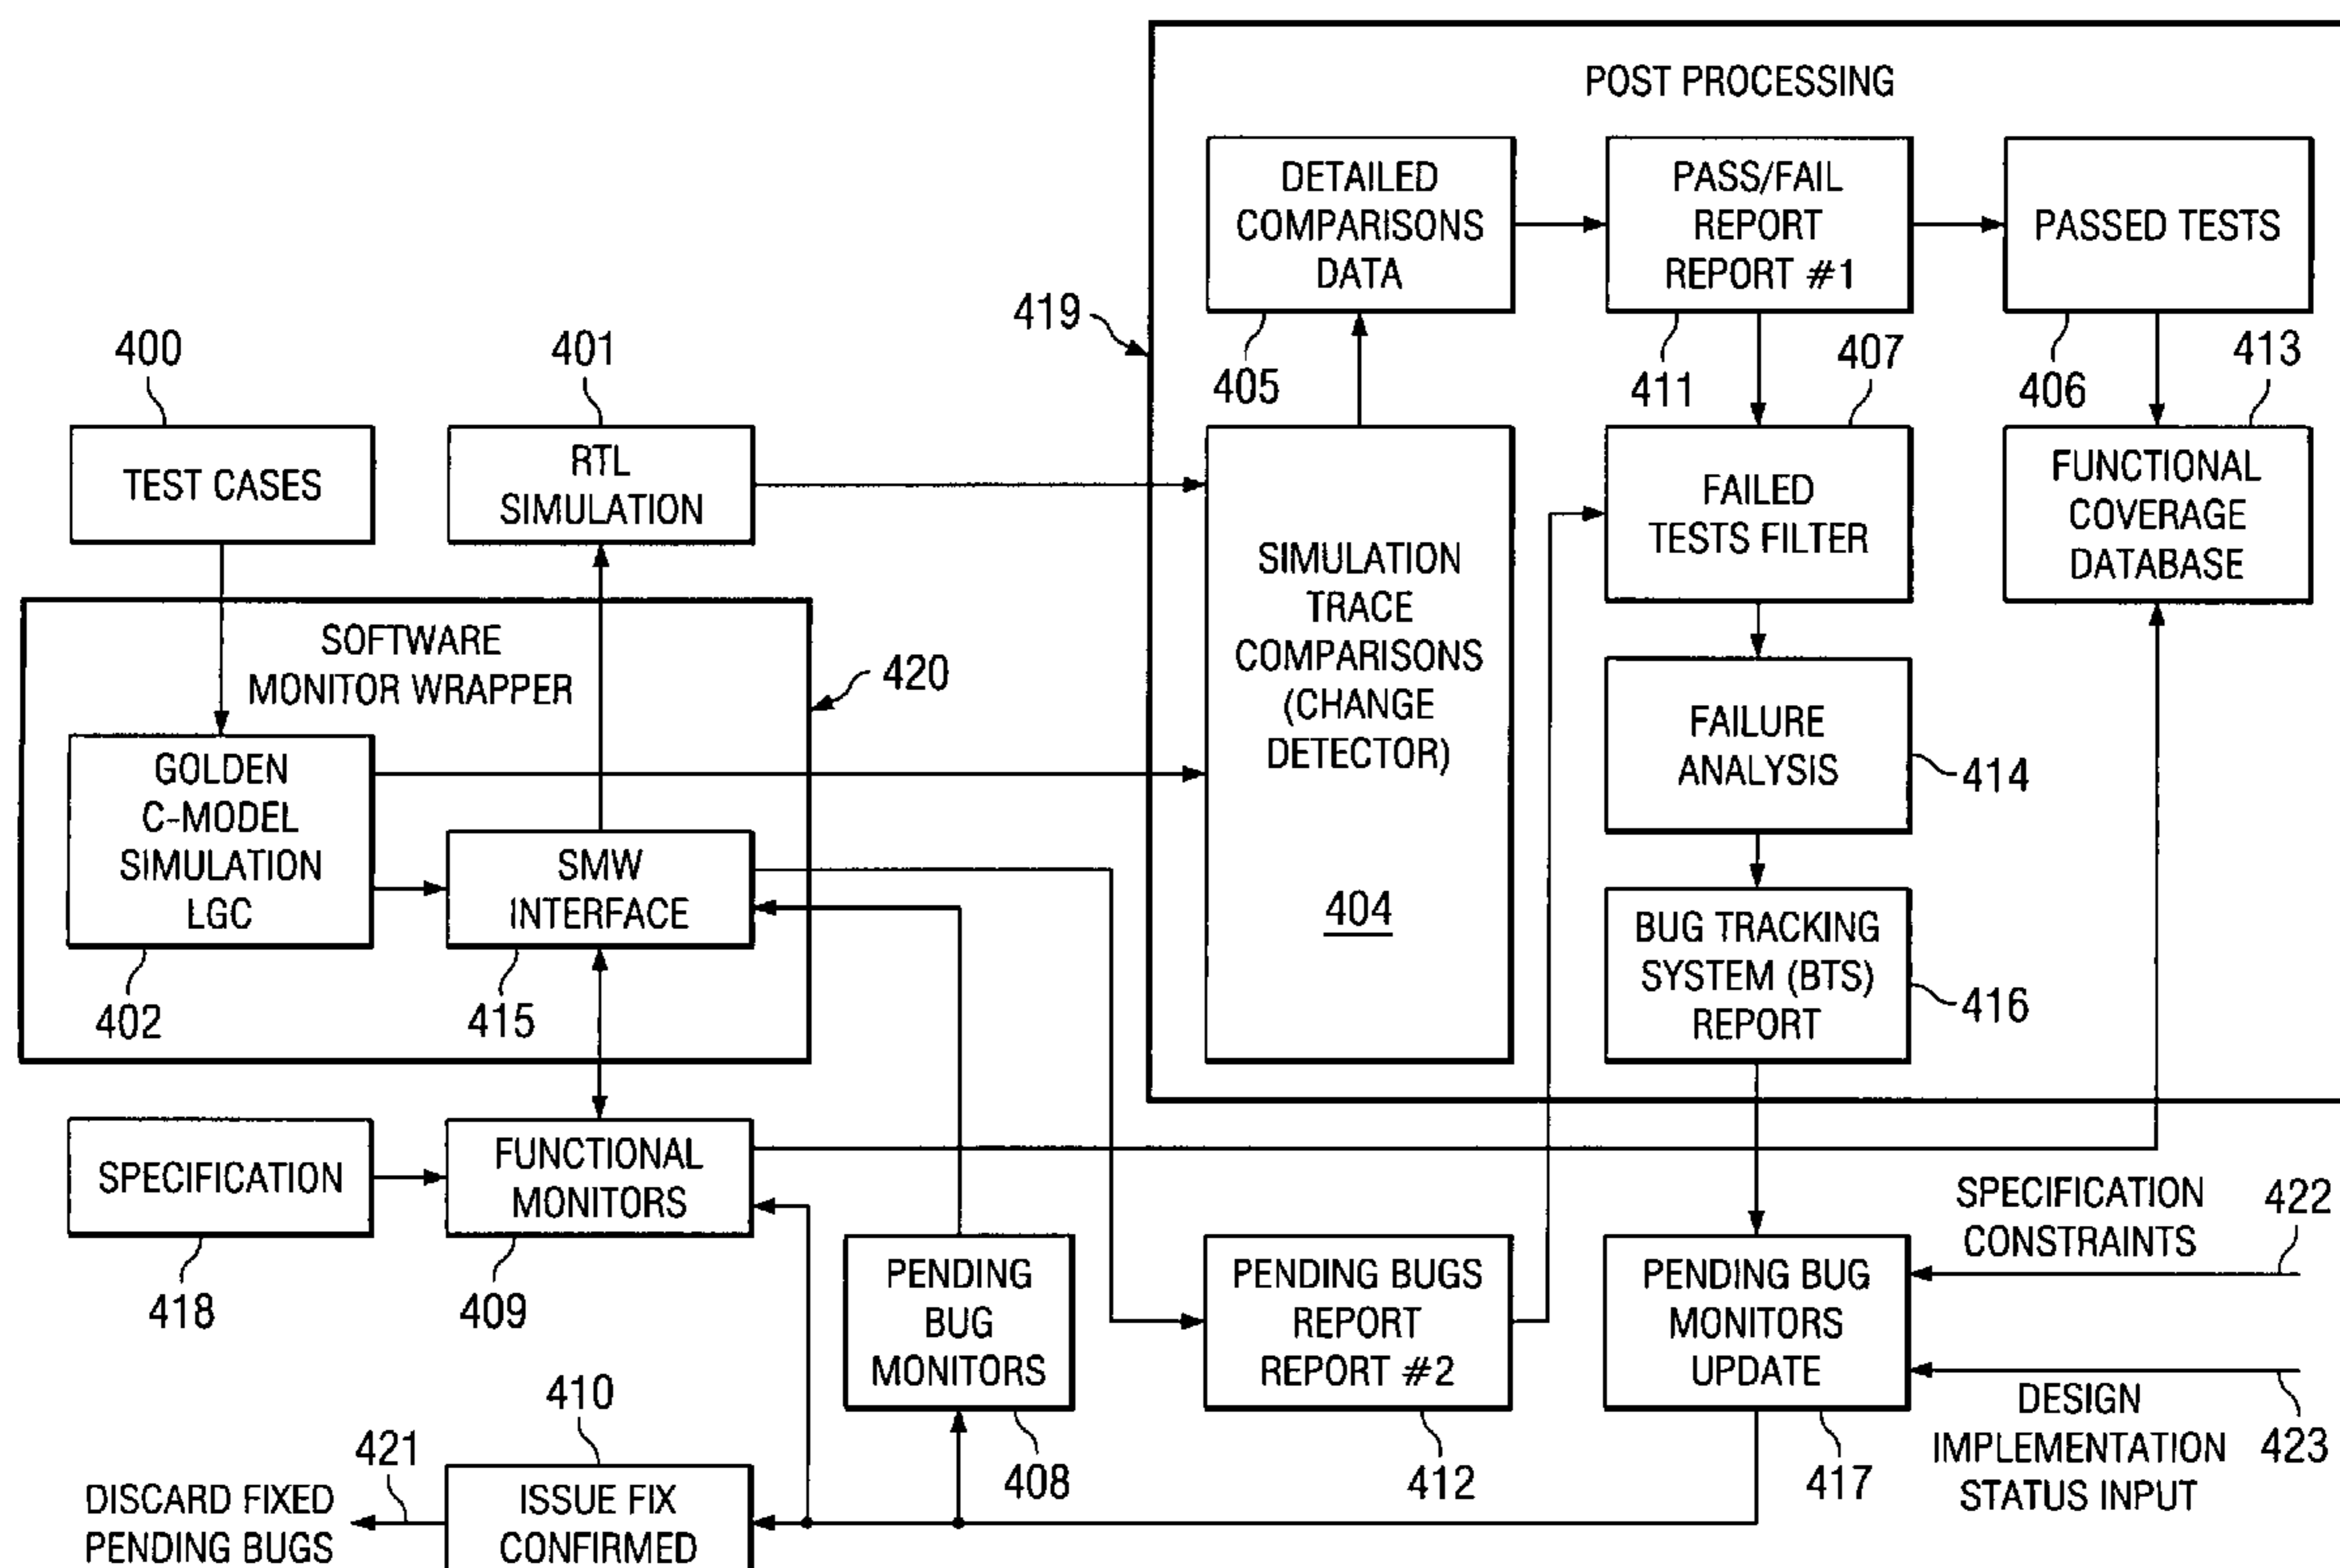 POST PROCESSING
DETAILED
COMPARISONS
DATA
PASS/FAIL
REPORT
REPORT #1
PASSED TESTS
419
405
411
407
406
413
400
401
TEST CASES
RTL
SIMULATION
SIMULATION
TRACE
COMPARISONS
(CHANGE
DETECTOR)
404
FAILED
TESTS FILTER
FUNCTIONAL
COVERAGE
DATABASE
SOFTWARE
MONITOR WRAPPER
420
GOLDEN
C-MODEL
SIMULATION
LGC
SMW
INTERFACE
402
415
FAILURE
ANALYSIS
414
BUG TRACKING
SYSTEM (BTS)
REPORT
416
SPECIFICATION
418
FUNCTIONAL
MONITORS
409
PENDING
BUG
MONITORS
408
PENDING BUGS
REPORT
REPORT #2
412
PENDING BUG
MONITORS
UPDATE
417
SPECIFICATION
CONSTRAINTS
422
DESIGN
IMPLEMENTATION
STATUS INPUT
423
410
421
DISCARD FIXED
PENDING BUGS
ISSUE FIX
CONFIRMED